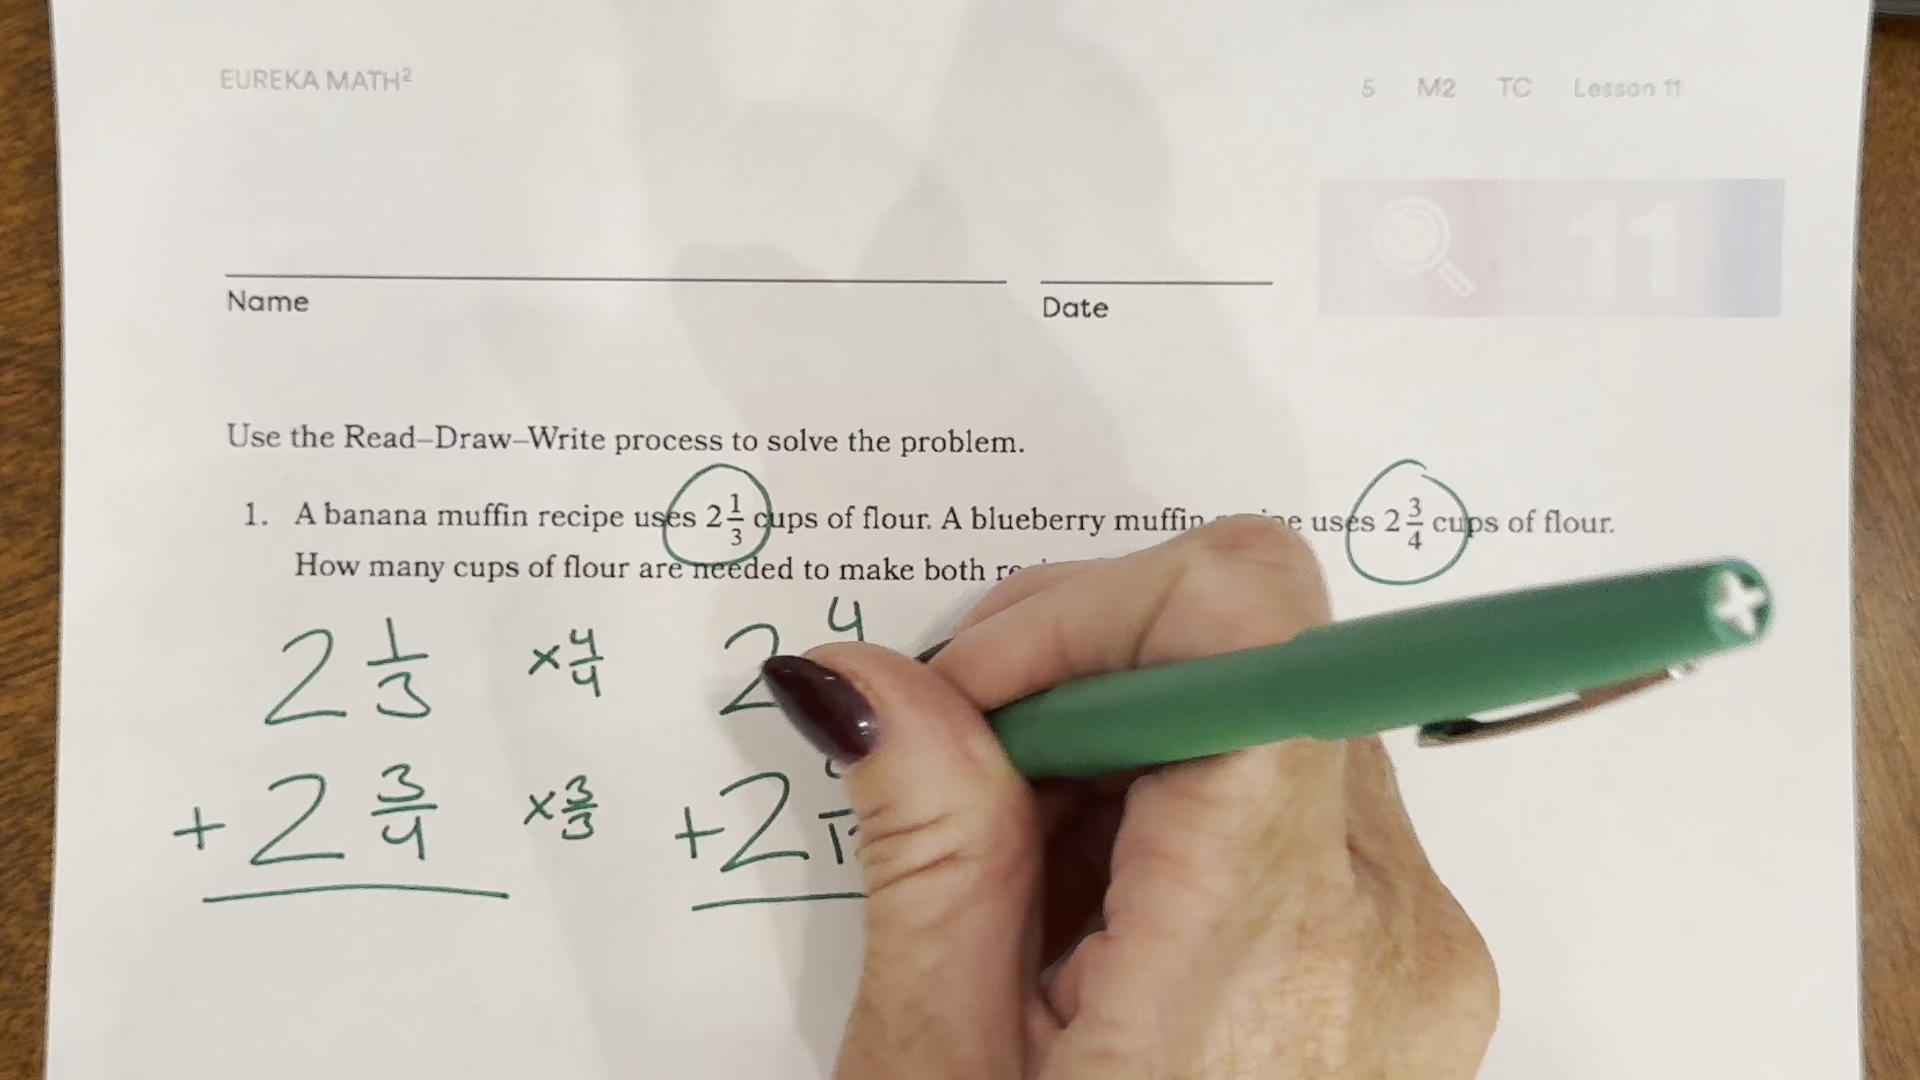 EUREKA MATH²
5 M2 TC Lesson 11
11
Name Date
Use the Read–Draw–Write process to solve the problem.
1. A banana muffin recipe uses 2 1/3 cups of flour. A blueberry muffin uses 2 3/4 cups of flour.
How many cups of flour are needed to make both
2 1/3 × 4/4 2 4
+ 2 3/4 × 3/3 + 2